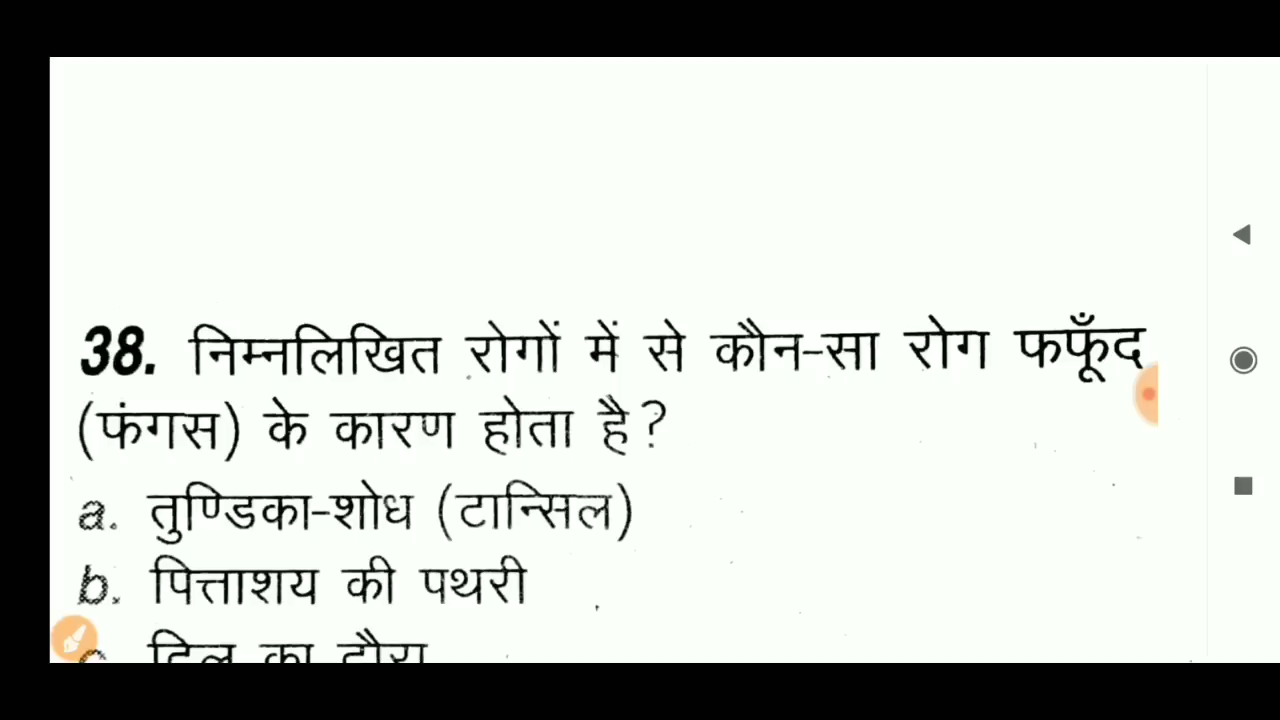 38. निम्नलिखित रोगों में से कौन-सा रोग फफूँद
(फंगस) के कारण होता है?
a. तुण्डिका-शोध (टान्सिल)
b. पित्ताशय की पथरी
c. दिल का दौरा